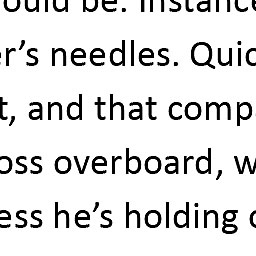 ould be. Instance
er’s needles. Quic
t, and that comp
oss overboard, w
ess he’s holding